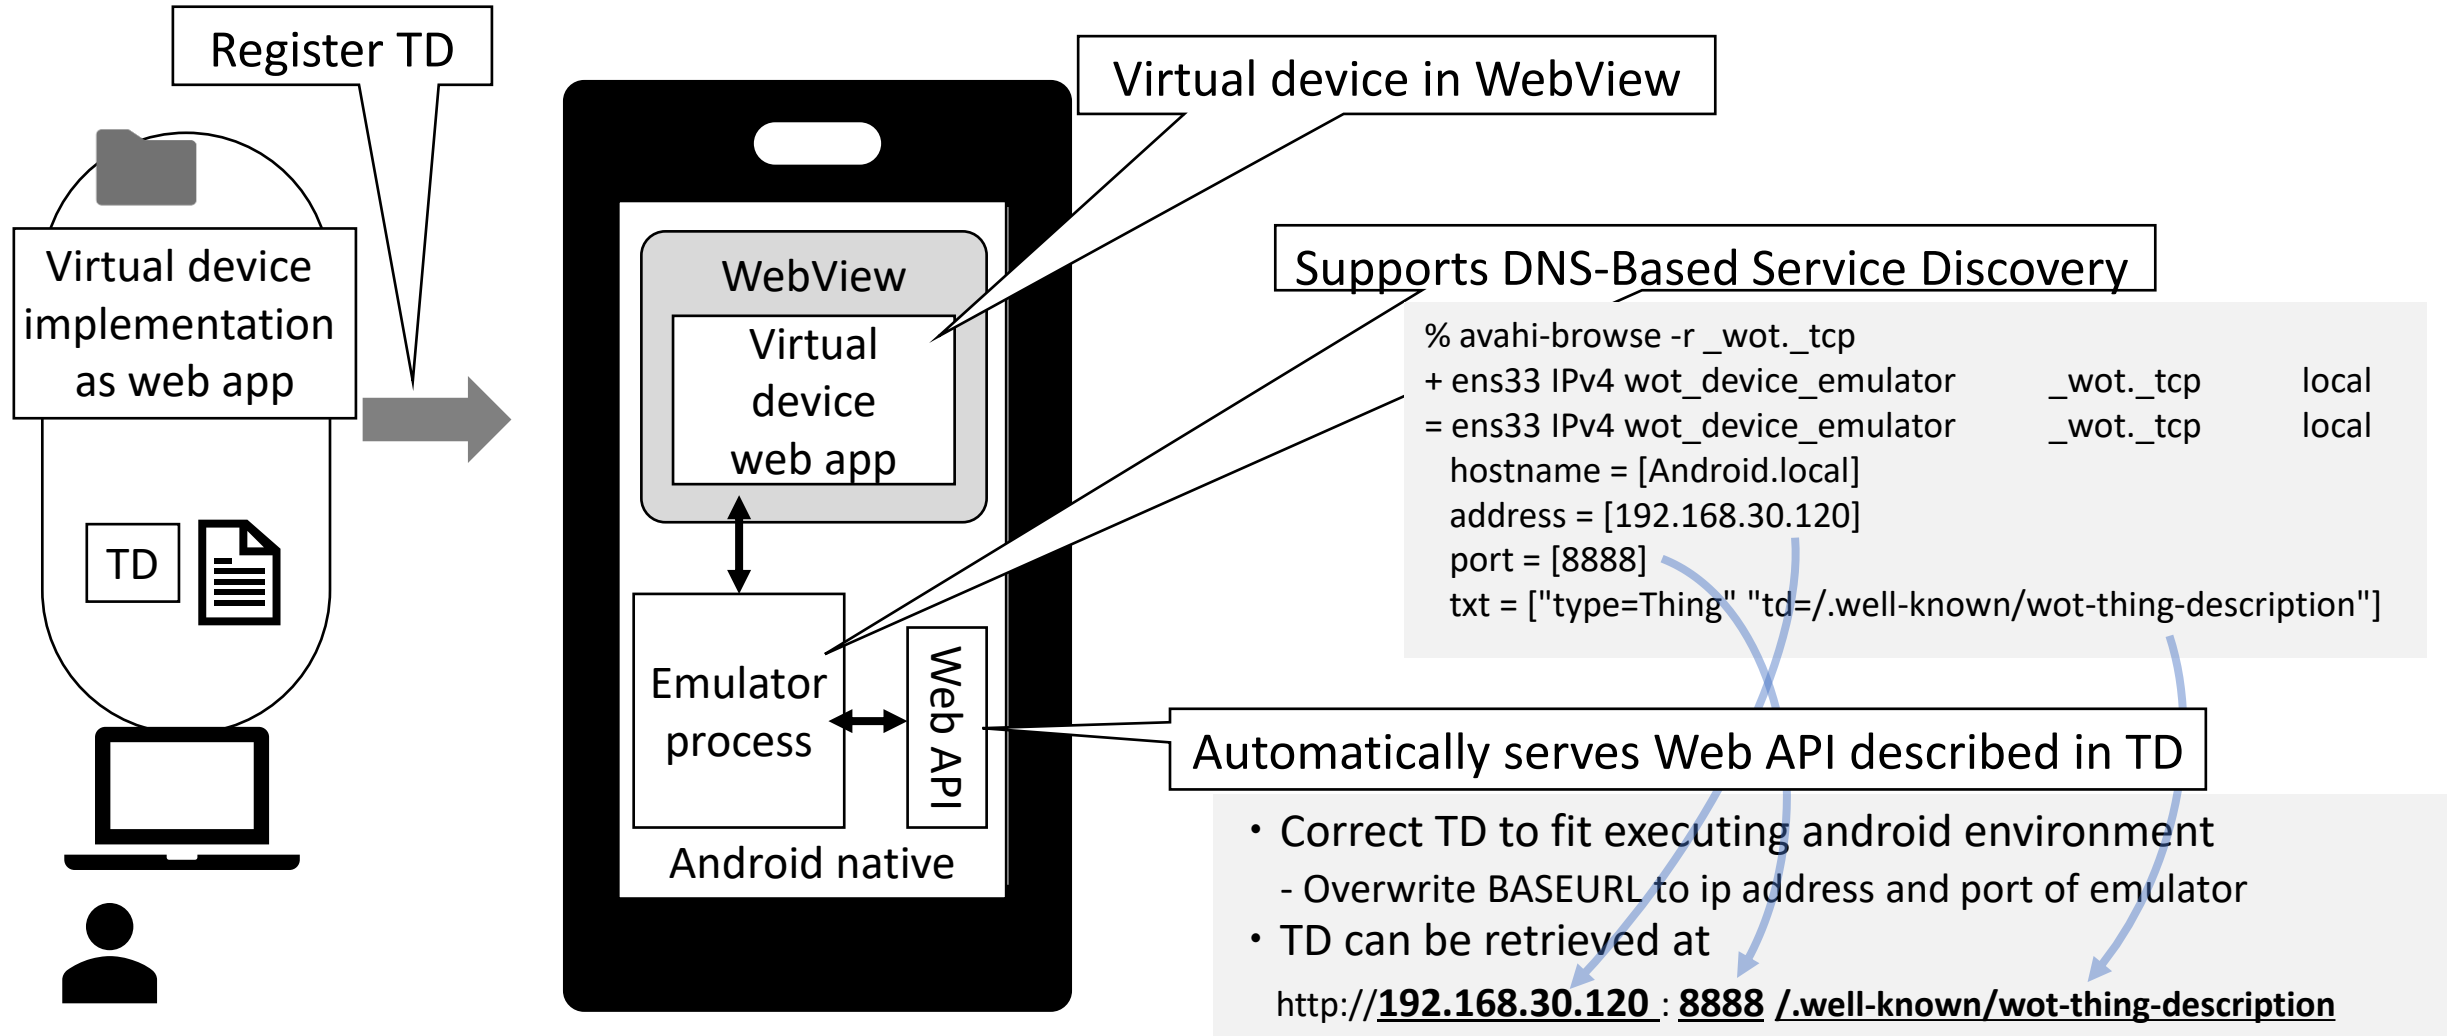 Register TD
Virtual device
implementation
as web app
TD
Virtual device in WebView
WebView
Virtual
device
web app
Emulator
process
Web API
Android native
Supports DNS-Based Service Discovery
% avahi-browse -r _wot._tcp
+ ens33 IPv4 wot_device_emulator _wot._tcp local
= ens33 IPv4 wot_device_emulator _wot._tcp local
hostname = [Android.local]
address = [192.168.30.120]
port = [8888]
txt = ["type=Thing" "td=/.well-known/wot-thing-description"]
Automatically serves Web API described in TD
・Correct TD to fit executing android environment
- Overwrite BASEURL to ip address and port of emulator
・TD can be retrieved at
http://192.168.30.120 : 8888 /.well-known/wot-thing-description